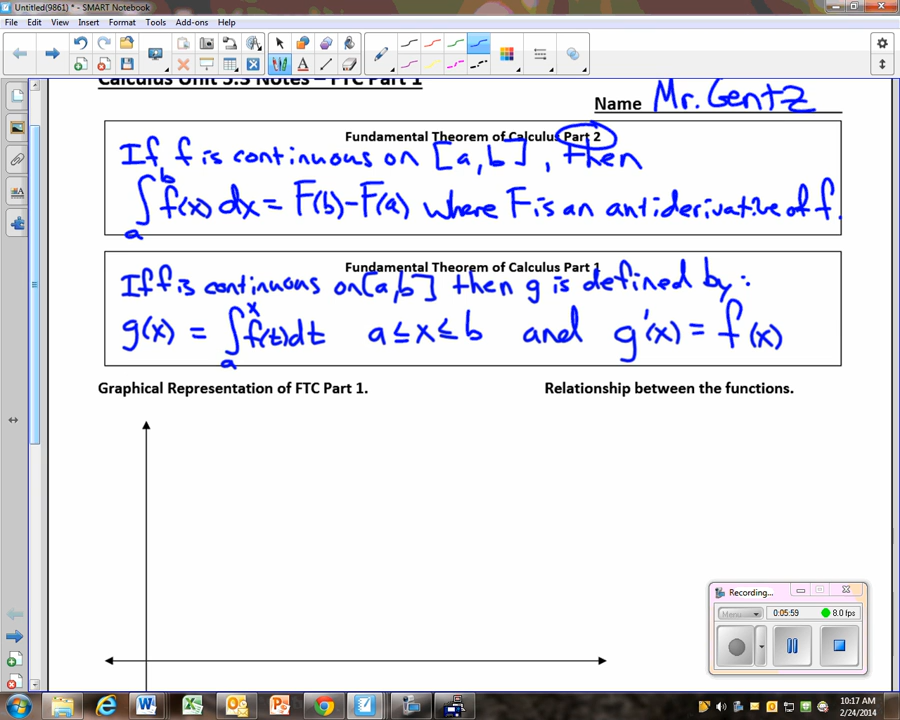 Untitled(9861) * - SMART Notebook
File Edit View Insert Format Tools Add-ons Help
Calculus Unit 5.3 Notes – FTC Part 1
Name Mr. Gentz
Fundamental Theorem of Calculus Part 2
If f is continuous on [a,b], then
∫_a^b f(x) dx = F(b) - F(a) where F is an antiderivative of f.
Fundamental Theorem of Calculus Part 1
If f is continuous on [a,b] then g is defined by:
g(x) = ∫_a^x f(t)dt a ≤ x ≤ b and g'(x) = f(x)
Graphical Representation of FTC Part 1. Relationship between the functions.
Recording...
Menu 0:05:59 8.0 fps
10:17 AM
2/24/2014